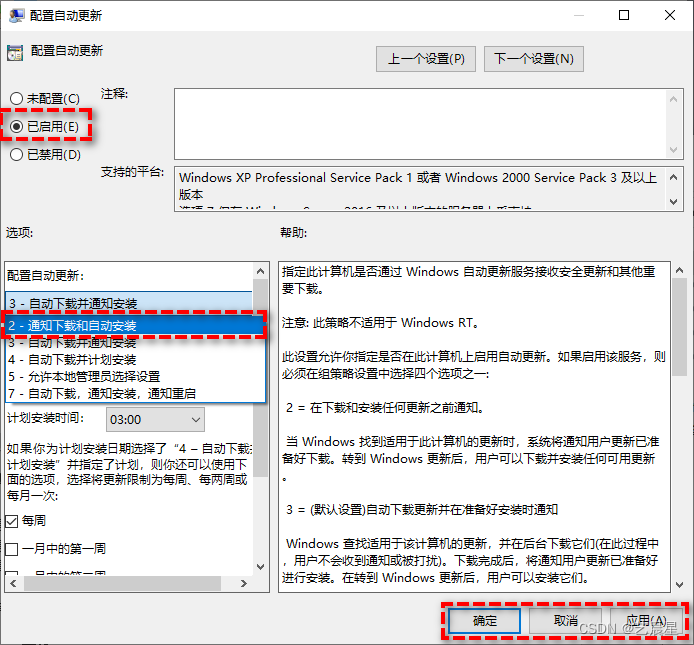 配置自动更新
配置自动更新
上一个设置(P)
下一个设置(N)
未配置(C)
注释:
已启用(E)
已禁用(D)
支持的平台:
Windows XP Professional Service Pack 1 或者 Windows 2000 Service Pack 3 及以上
版本
选项:
帮助:
配置自动更新:
3 - 自动下载并通知安装
2 - 通知下载和自动安装
3 - 自动下载并通知安装
4 - 自动下载并计划安装
5 - 允许本地管理员选择设置
7 - 自动下载，通知安装，通知重启
计划安装时间:
03:00
如果你为计划安装日期选择了“4 – 自动下载
计划安装”并指定了计划，则你还可以使用下
面的选项，选择将更新限制为每周、每两周或
每月一次:
每周
一月中的第一周
指定此计算机是否通过 Windows 自动更新服务接收安全更新和其他重
要下载。
注意: 此策略不适用于 Windows RT。
此设置允许你指定是否在此计算机上启用自动更新。如果启用该服务，则
必须在组策略设置中选择四个选项之一:
2 = 在下载和安装任何更新之前通知。
当 Windows 找到适用于此计算机的更新时，系统将通知用户更新已准
备好下载。转到 Windows 更新后，用户可以下载并安装任何可用更新
。
3 = (默认设置)自动下载更新并在准备好安装时通知
Windows 查找适用于该计算机的更新，并在后台下载它们(在此过程中
，用户不会收到通知或被打扰)。下载完成后，将通知用户更新已准备好
进行安装。在转到 Windows 更新后，用户可以安装它们。
确定
取消
应用(A)
CSDN @艺晨星